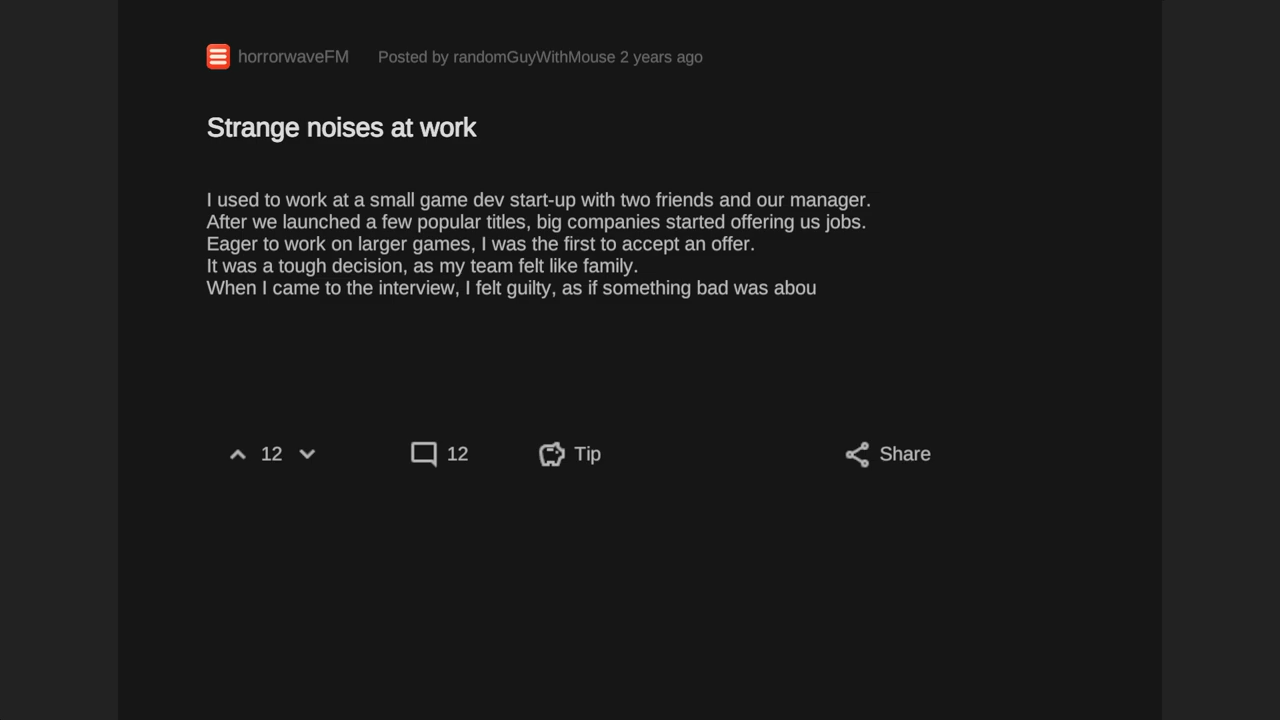 horrorwaveFM Posted by randomGuyWithMouse 2 years ago
Strange noises at work
I used to work at a small game dev start-up with two friends and our manager.
After we launched a few popular titles, big companies started offering us jobs.
Eager to work on larger games, I was the first to accept an offer.
It was a tough decision, as my team felt like family.
When I came to the interview, I felt guilty, as if something bad was abou
12 12 Tip Share